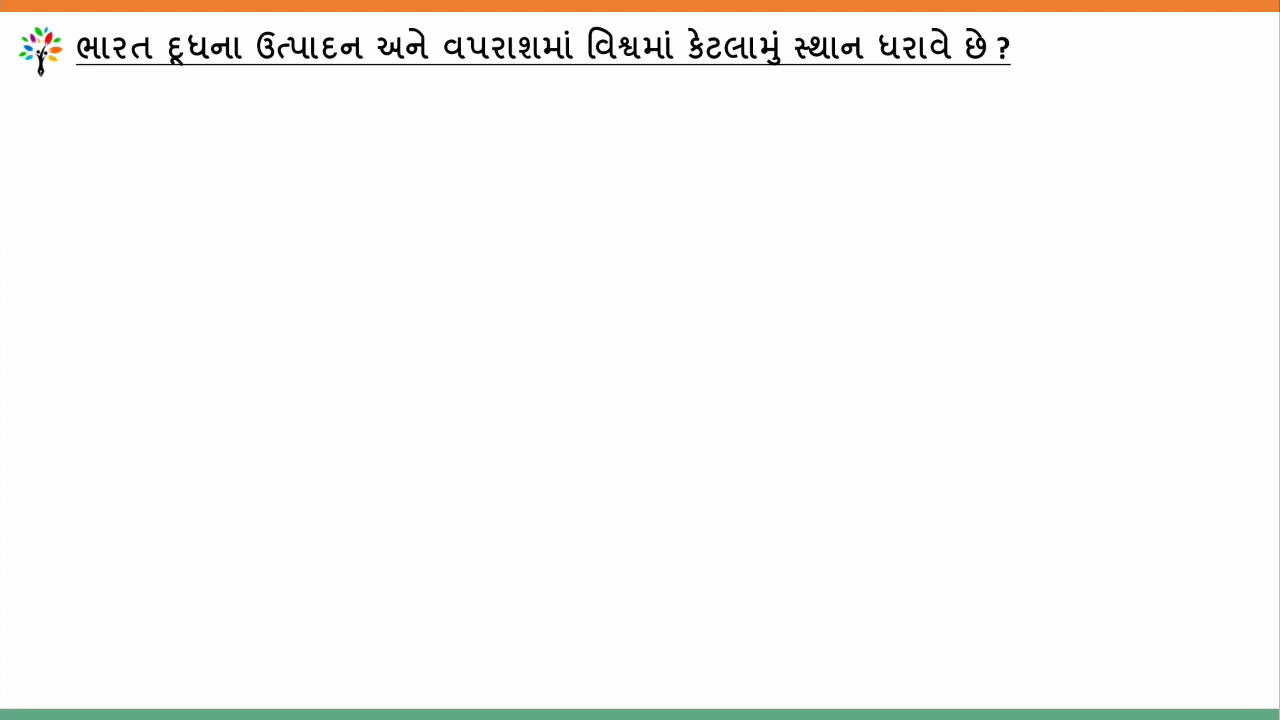 ભારત દૂધના ઉત્પાદન અને વપરાશમાં વિશ્વમાં કેટલામું સ્થાન ધરાવે છે ?